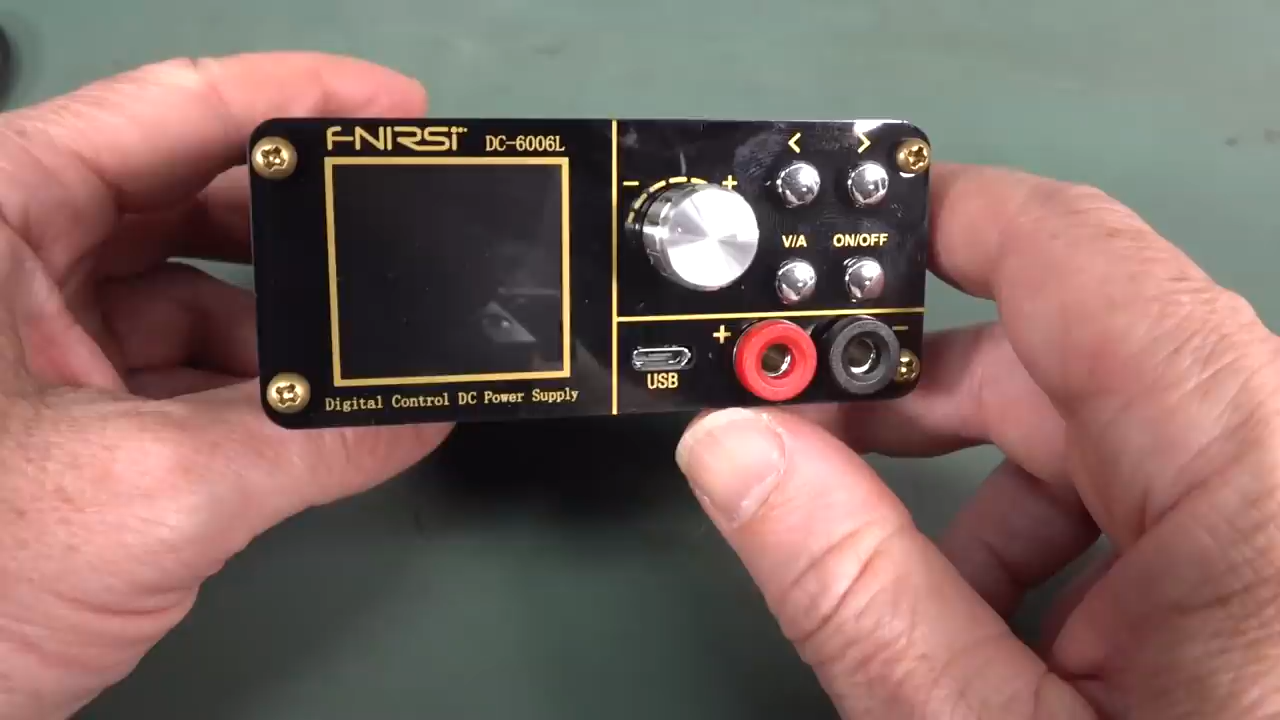 FNIRSI DC-6006L
- +
< >
V/A ON/OFF
+ -
USB
Digital Control DC Power Supply